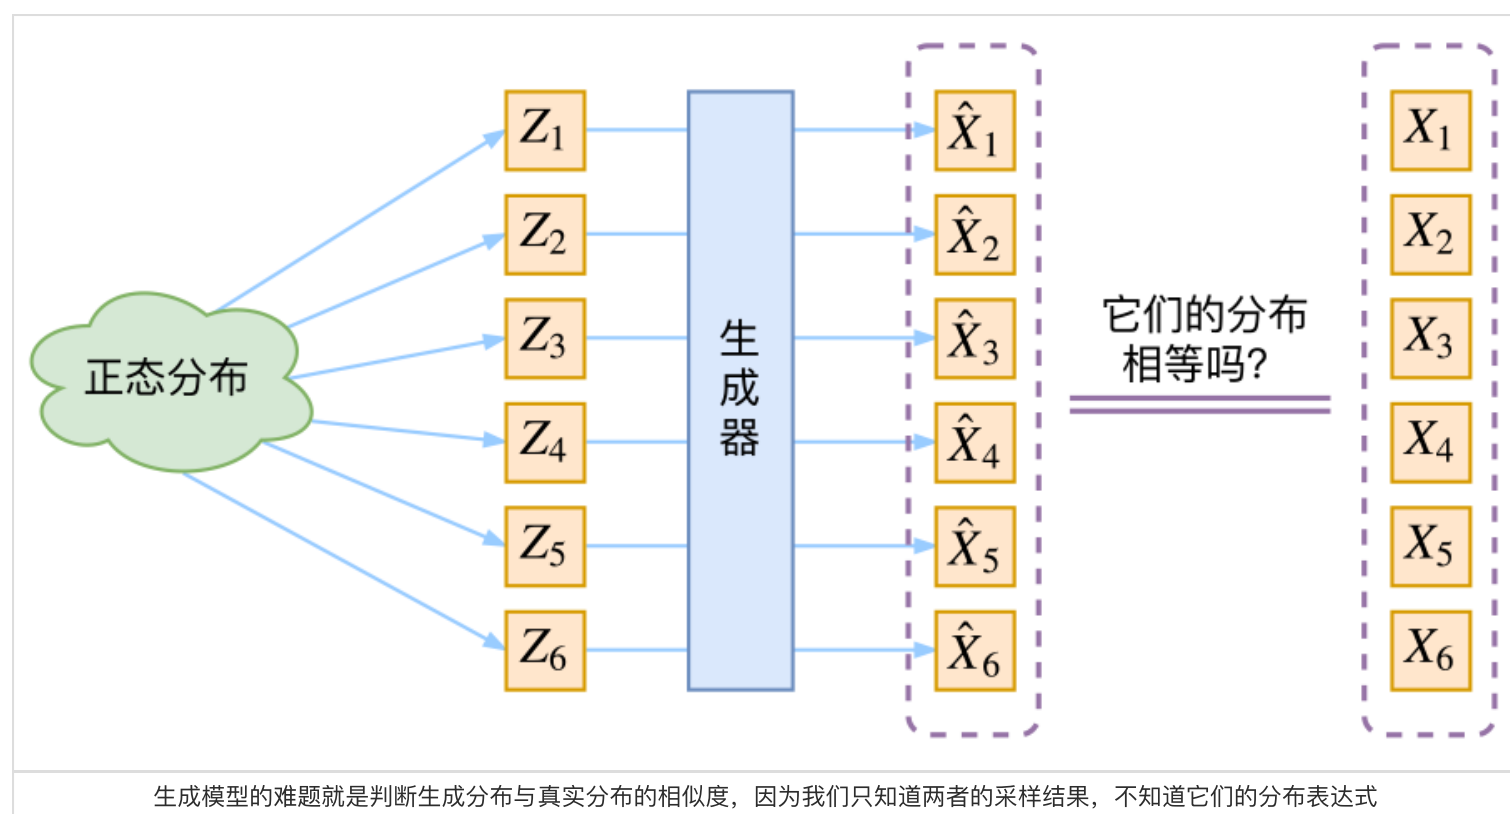 正态分布
Z₁
Z₂
Z₃
Z₄
Z₅
Z₆
生
成
器
X̂₁
X̂₂
X̂₃
X̂₄
X̂₅
X̂₆
它们的分布
相等吗?
X₁
X₂
X₃
X₄
X₅
X₆
生成模型的难题就是判断生成分布与真实分布的相似度，因为我们只知道两者的采样结果，不知道它们的分布表达式